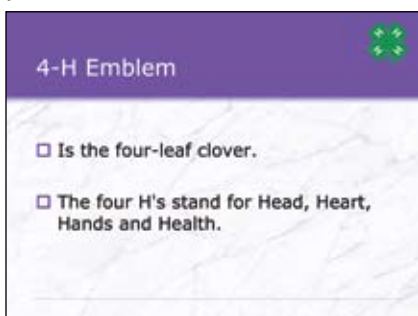 4-H Emblem
Is the four-leaf clover.
The four H's stand for Head, Heart,
Hands and Health.